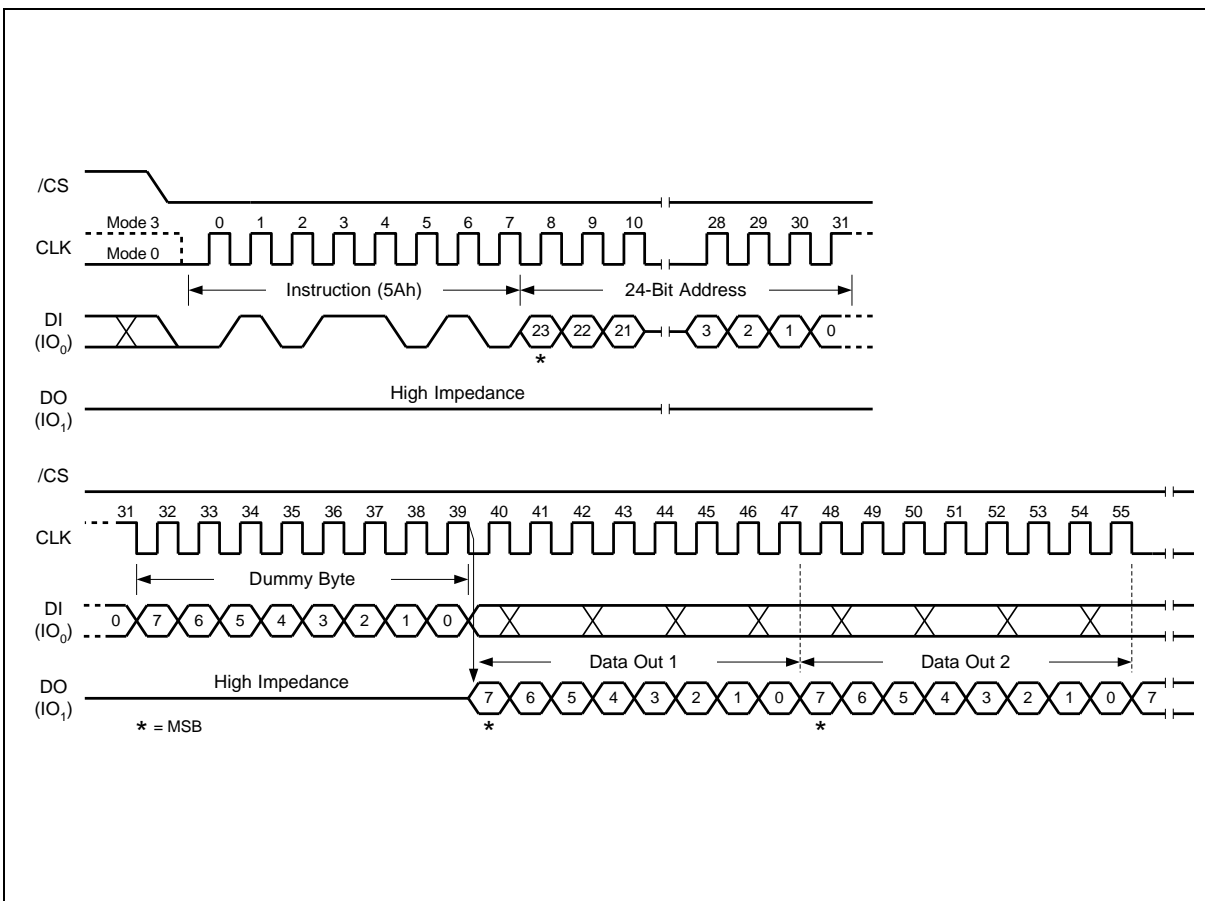 /CS
Mode 3 0 1 2 3 4 5 6 7 8 9 10 28 29 30 31
CLK
Mode 0
Instruction (5Ah) 24-Bit Address
DI
(IO0)
23 22 21 3 2 1 0
*
High Impedance
DO
(IO1)
/CS
31 32 33 34 35 36 37 38 39 40 41 42 43 44 45 46 47 48 49 50 51 52 53 54 55
CLK
Dummy Byte
DI
(IO0)
0 7 6 5 4 3 2 1 0
Data Out 1 Data Out 2
High Impedance
DO
(IO1)
7 6 5 4 3 2 1 0 7 6 5 4 3 2 1 0 7
* = MSB * *